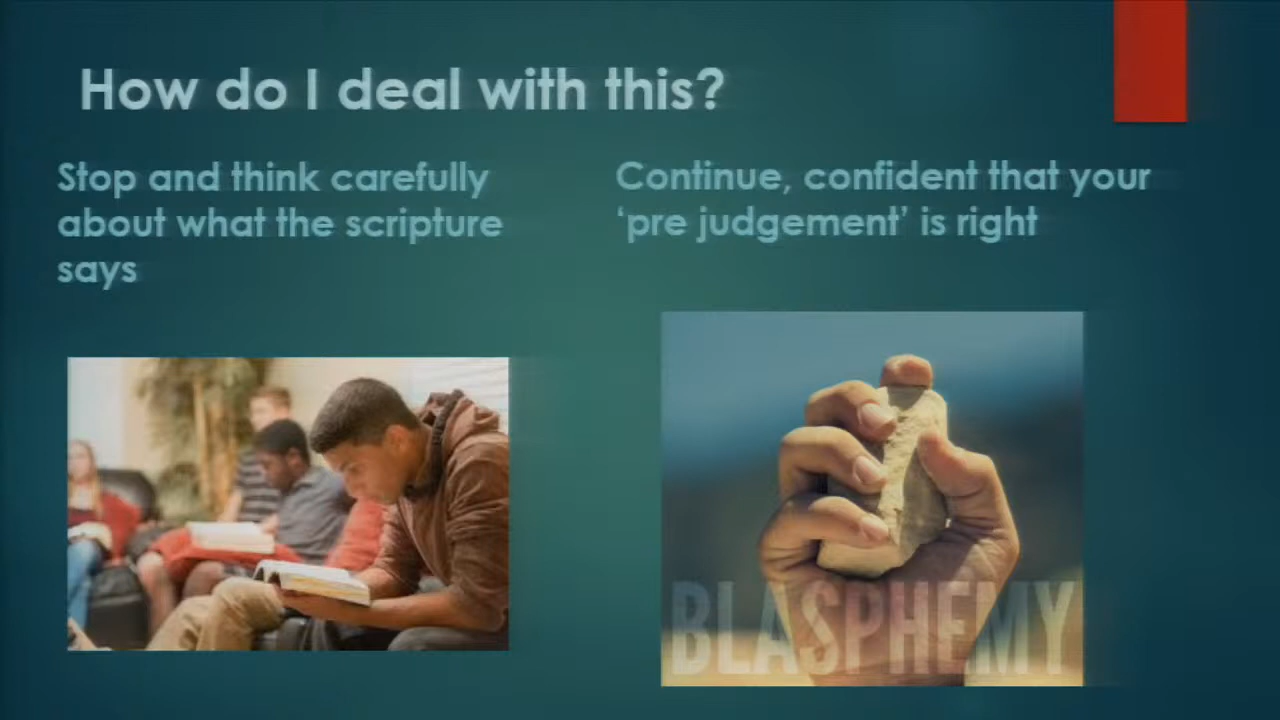 How do I deal with this?
Stop and think carefully
about what the scripture
says
Continue, confident that your
‘pre judgement’ is right
BLASPHEMY